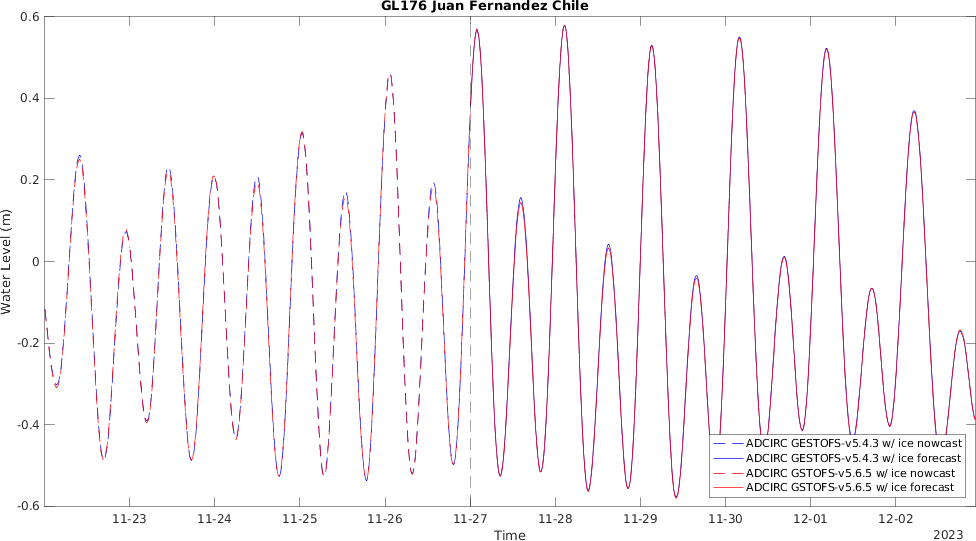 GL176 Juan Fernandez Chile
0.6
0.4
0.2
0
-0.2
-0.4
-0.6
Water Level (m)
ADCIRC GESTOFS-v5.4.3 w/ ice nowcast
ADCIRC GESTOFS-v5.4.3 w/ ice forecast
ADCIRC GSTOFS-v5.6.5 w/ ice nowcast
ADCIRC GSTOFS-v5.6.5 w/ ice forecast
11-23 11-24 11-25 11-26 11-27 11-28 11-29 11-30 12-01 12-02
Time
2023